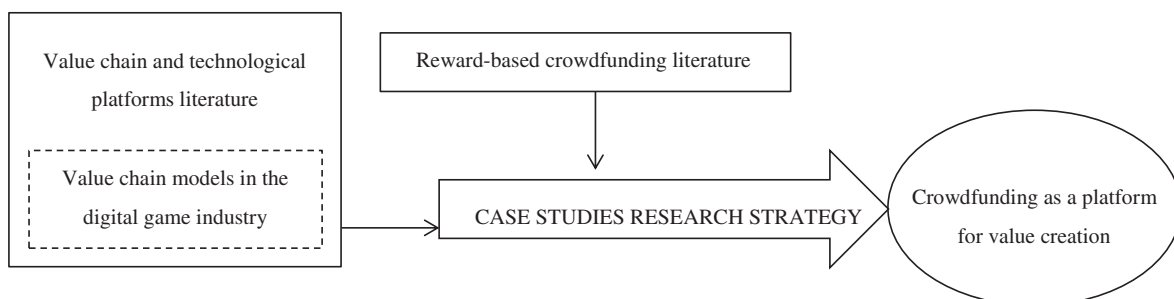 Value chain and technological
platforms literature
Value chain models in the
digital game industry
Reward-based crowdfunding literature
CASE STUDIES RESEARCH STRATEGY
Crowdfunding as a platform
for value creation